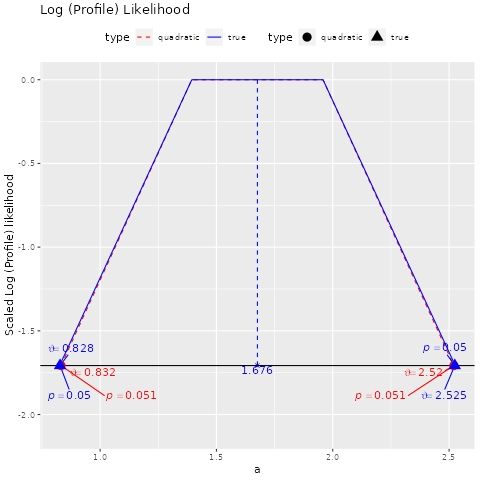 Log (Profile) Likelihood
type quadratic true type quadratic true
0.0
-0.5
-1.0
-1.5
-2.0
Scaled Log (Profile) likelihood
ϑ=0.828
p=0.05
ϑ=0.832
1.676
ϑ=2.52
p=0.05
p=0.051
p=0.051
ϑ=2.525
1.0 1.5 2.0 2.5
a